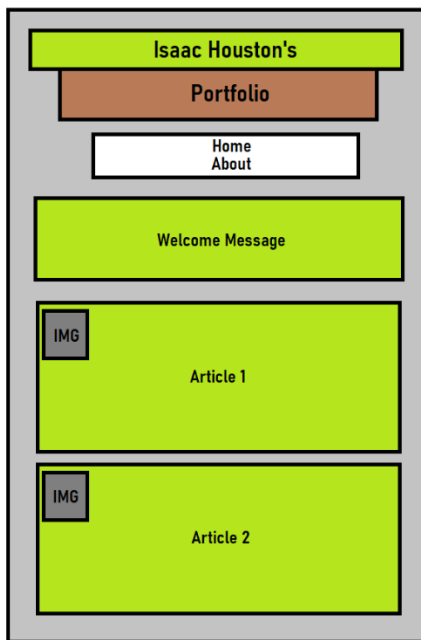 Isaac Houston's
Portfolio
Home
About
Welcome Message
IMG
Article 1
IMG
Article 2